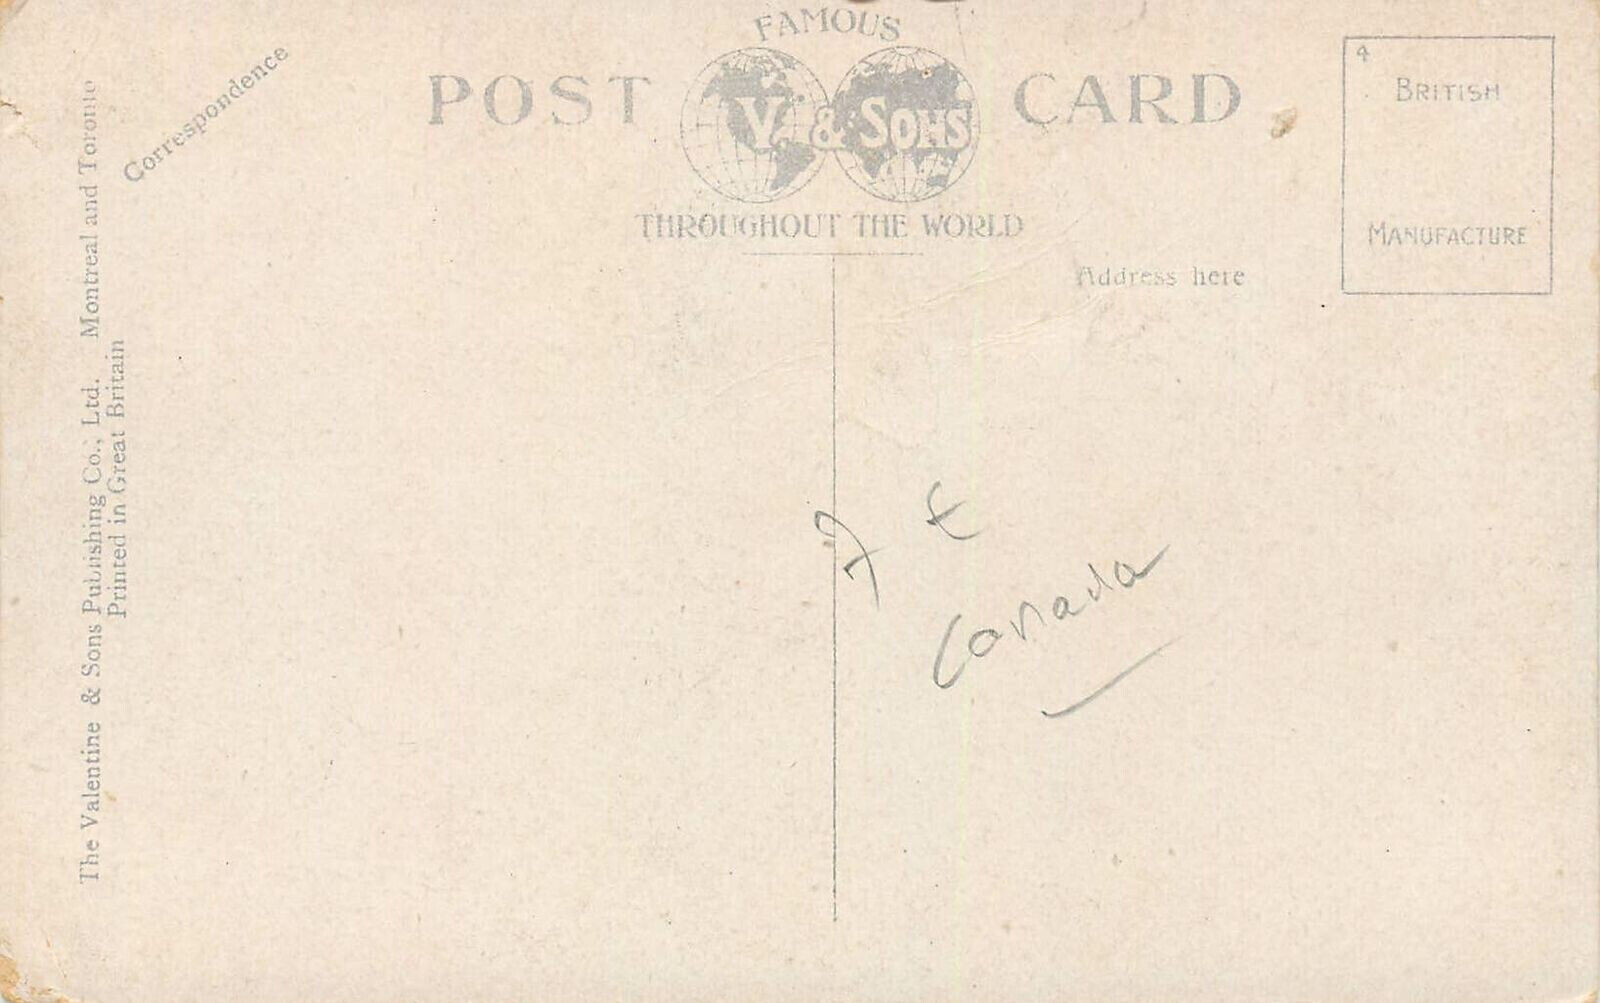 FAMOUS
POST CARD
V. & SONS
THROUGHOUT THE WORLD
4
BRITISH
MANUFACTURE
Correspondence
Address here
The Valentine & Sons Publishing Co., Ltd. Montreal and Toronto
Printed in Great Britain
Canada